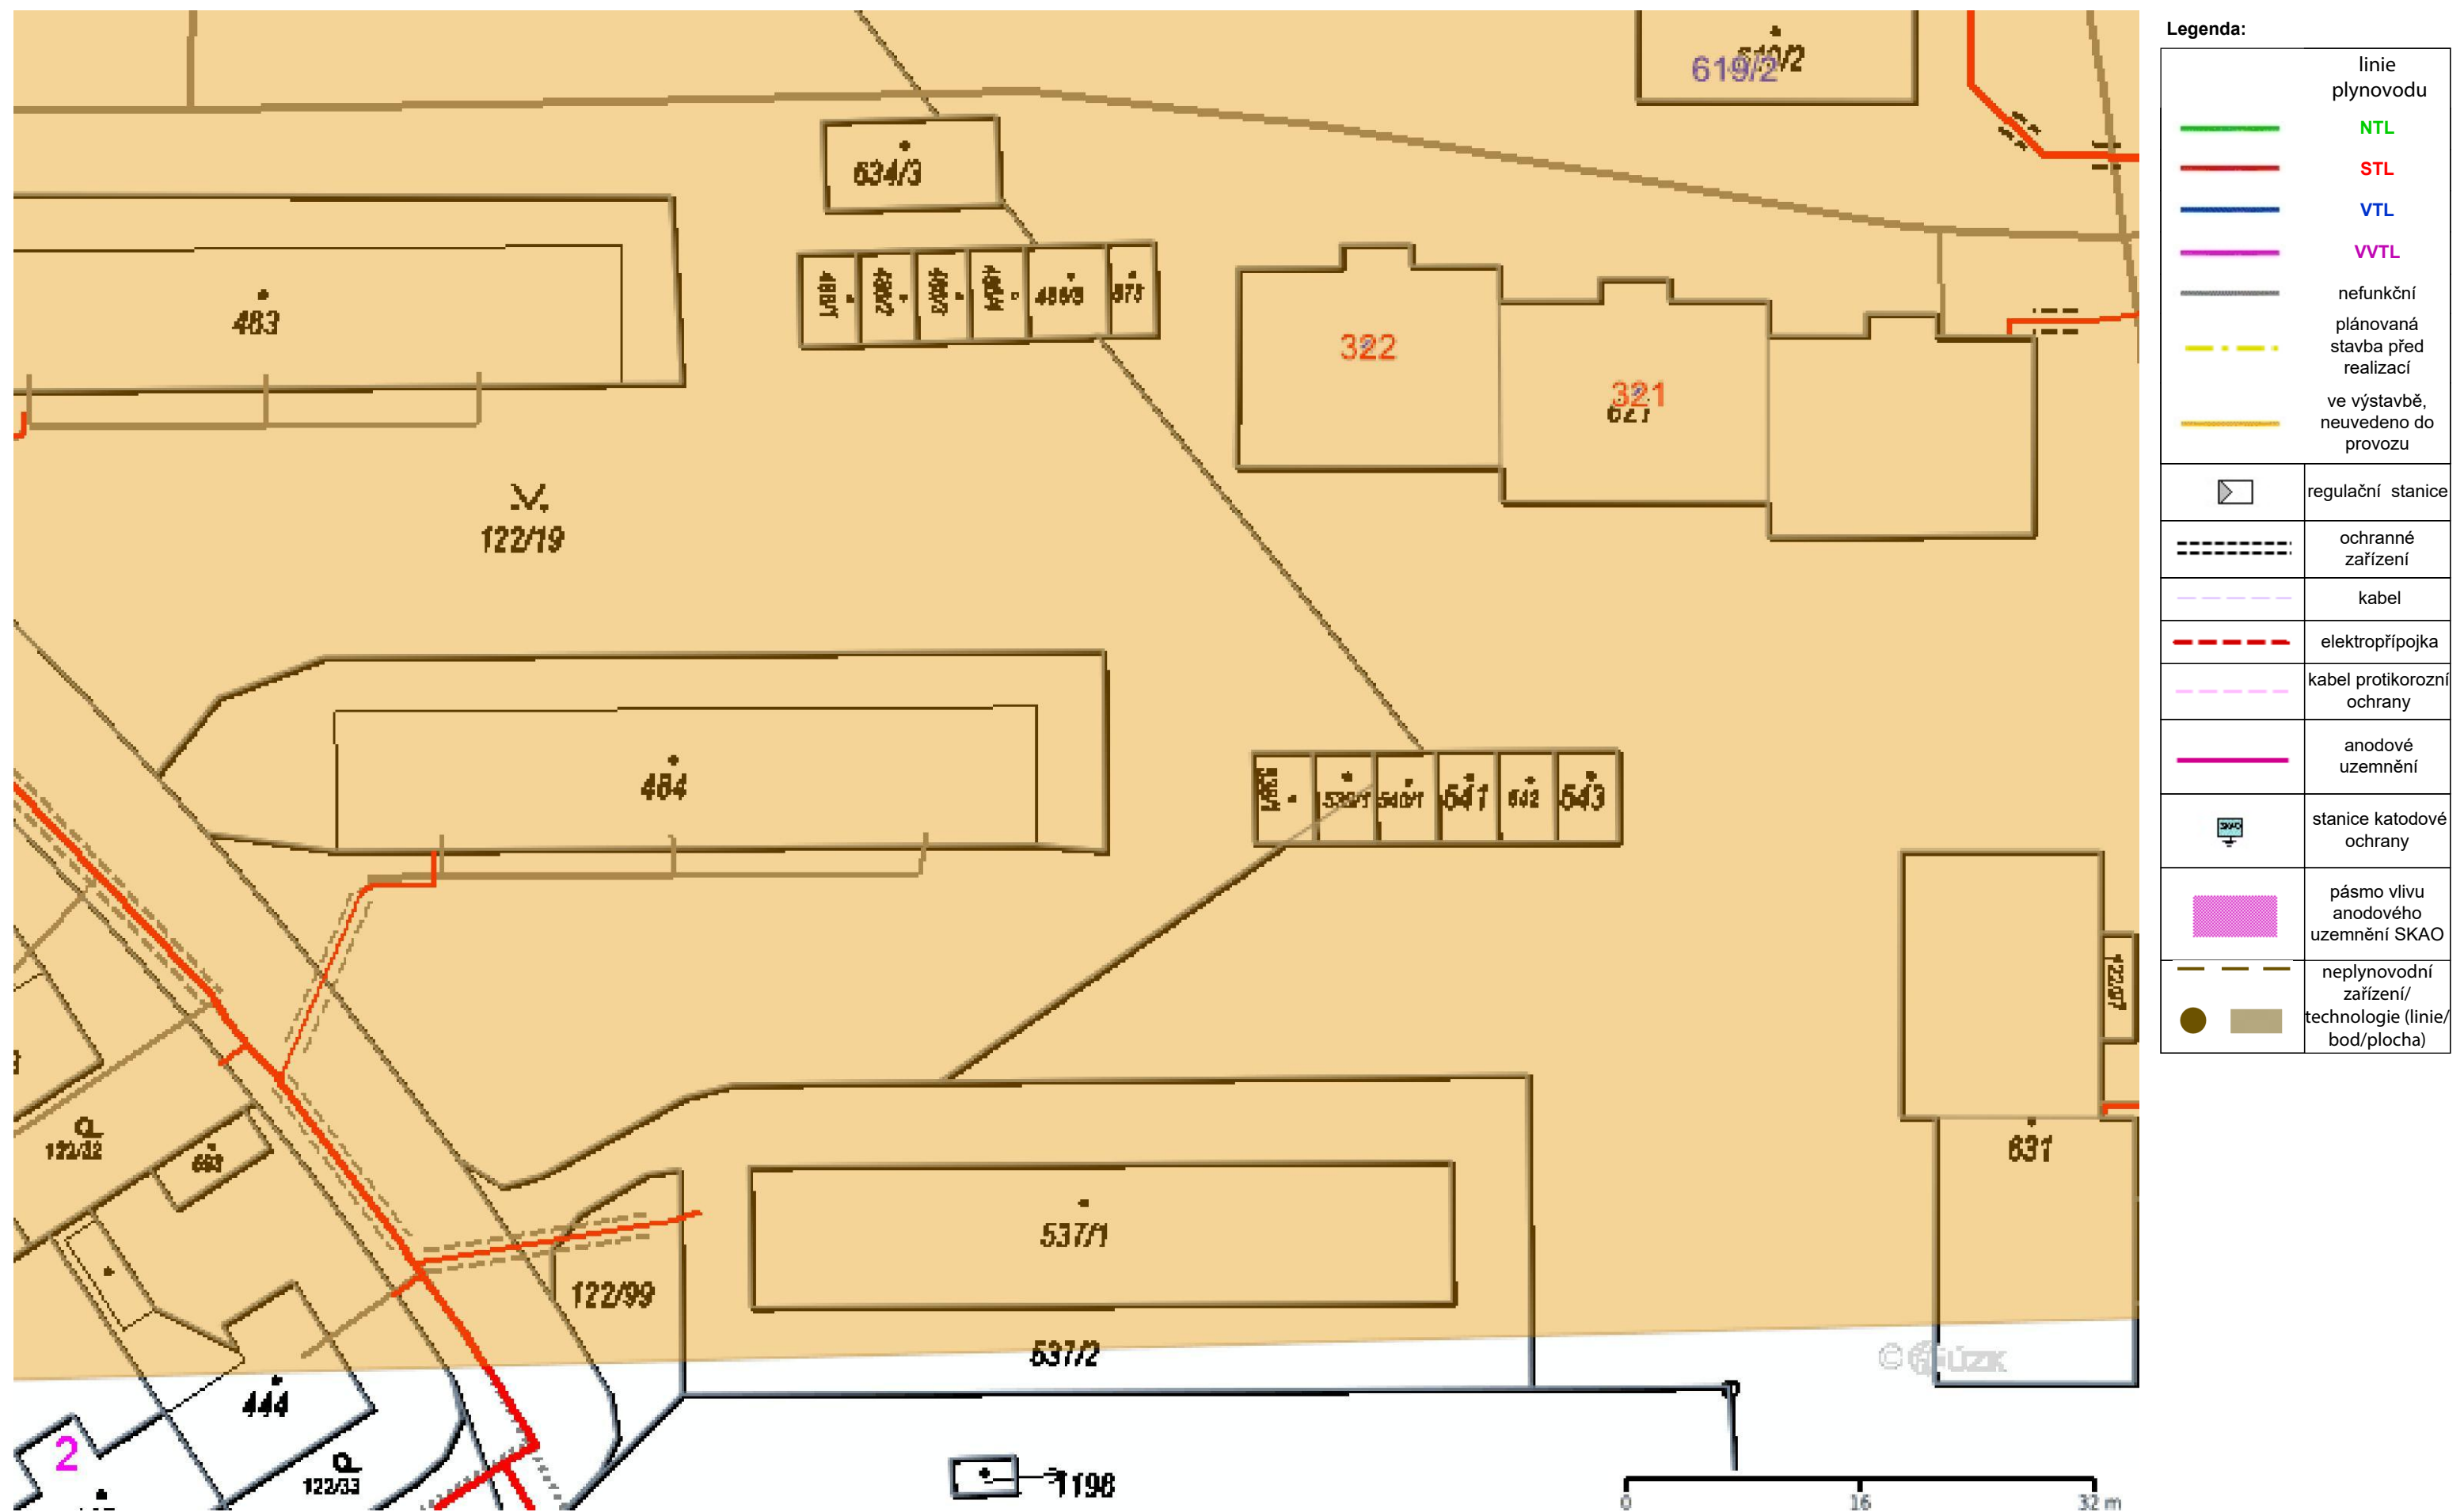 619/2
634/3
483
322
321
621
122/19
484
541
542
543
631
122/32
537/1
122/99
537/2
444
2
122/33
1196
0 16 32 m
Legenda:
linie
plynovodu
NTL
STL
VTL
VVTL
nefunkční
plánovaná
stavba před
realizací
ve výstavbě,
neuvedeno do
provozu
regulační stanice
ochranné
zařízení
kabel
elektropřípojka
kabel protikorozní
ochrany
anodové
uzemnění
SKAO
stanice katodové
ochrany
pásmo vlivu
anodového
uzemnění SKAO
neplynovodní
zařízení/
technologie (linie/
bod/plocha)